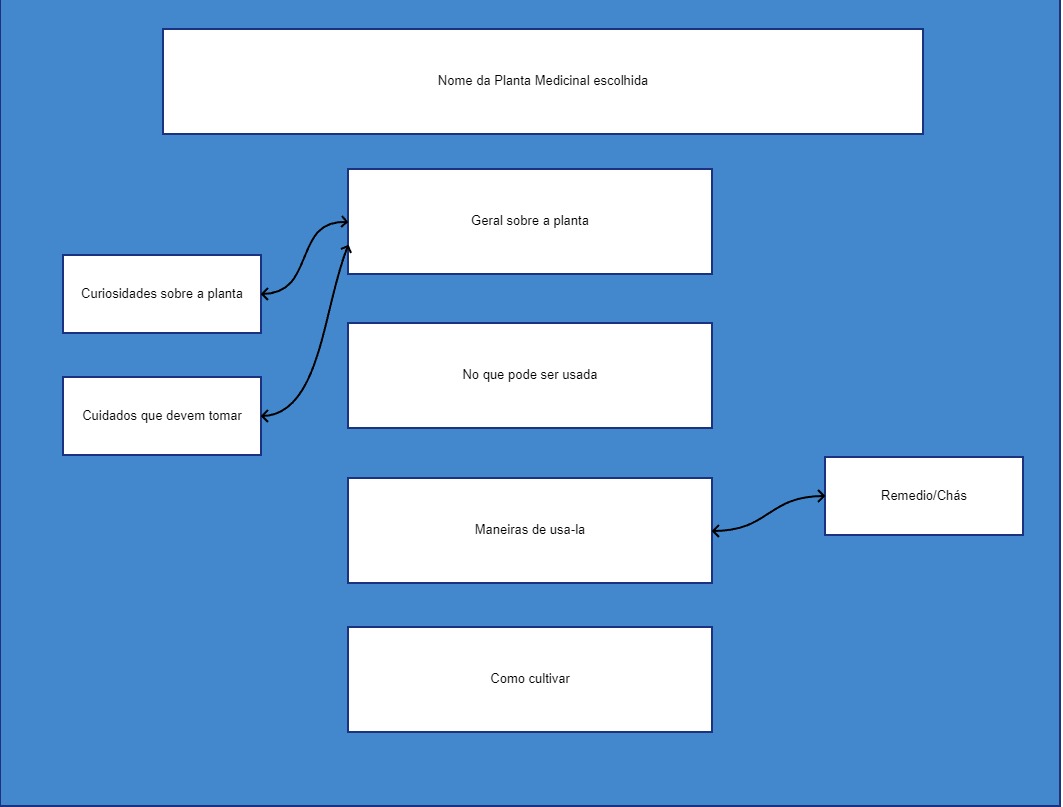 Nome da Planta Medicinal escolhida
Geral sobre a planta
Curiosidades sobre a planta
No que pode ser usada
Cuidados que devem tomar
Remedio/Chás
Maneiras de usa-la
Como cultivar